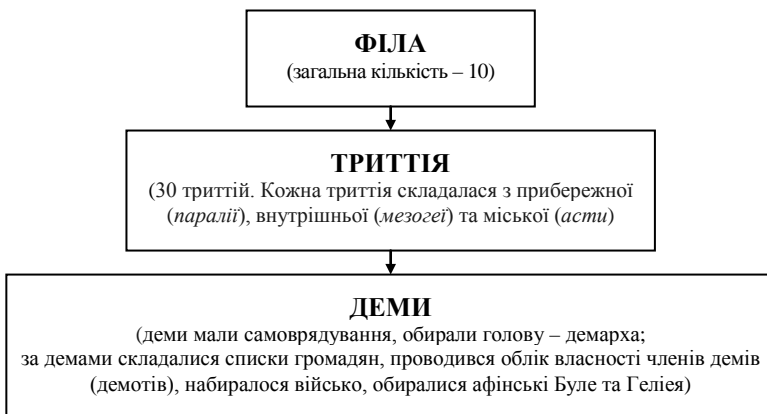 ФІЛА
(загальна кількість – 10)
ТРИТТІЯ
(30 триттій. Кожна триттія складалася з прибережної
(паралії), внутрішньої (мезогеї) та міської (асти)
ДЕМИ
(деми мали самоврядування, обирали голову – демарха;
за демами складалися списки громадян, проводився облік власності членів демів
(демотів), набиралося військо, обиралися афінські Буле та Геліея)